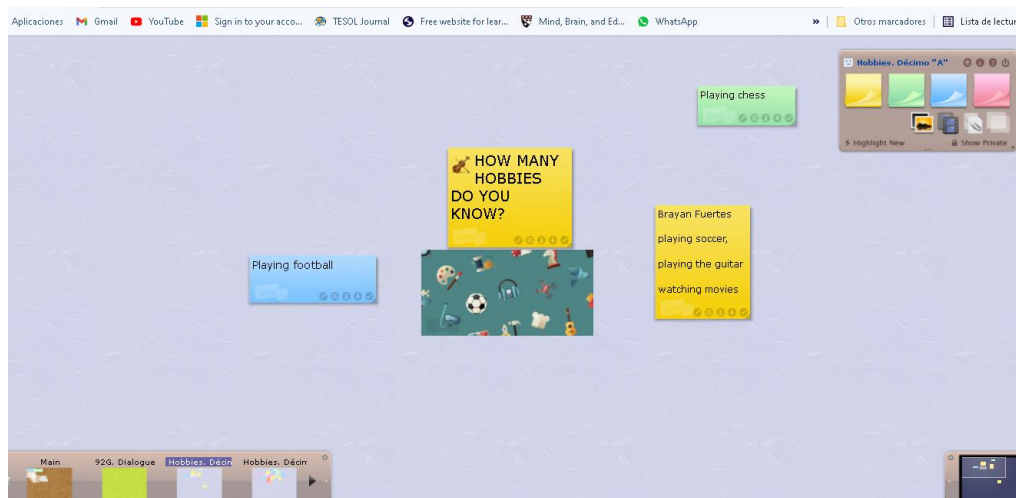 Aplicaciones Gmail YouTube Sign in to your acco... TESOL Journal Free website for lear... Mind, Brain, and Ed... WhatsApp » Otros marcadores Lista de lectur
Hobbies. Décimo "A"
Playing chess
Highlight New Show Private
HOW MANY
HOBBIES
DO YOU
KNOW?
Brayan Fuertes
playing soccer,
playing the guitar
watching movies
Playing football
Main 92G. Dialogue Hobbies. Décin Hobbies. Décin